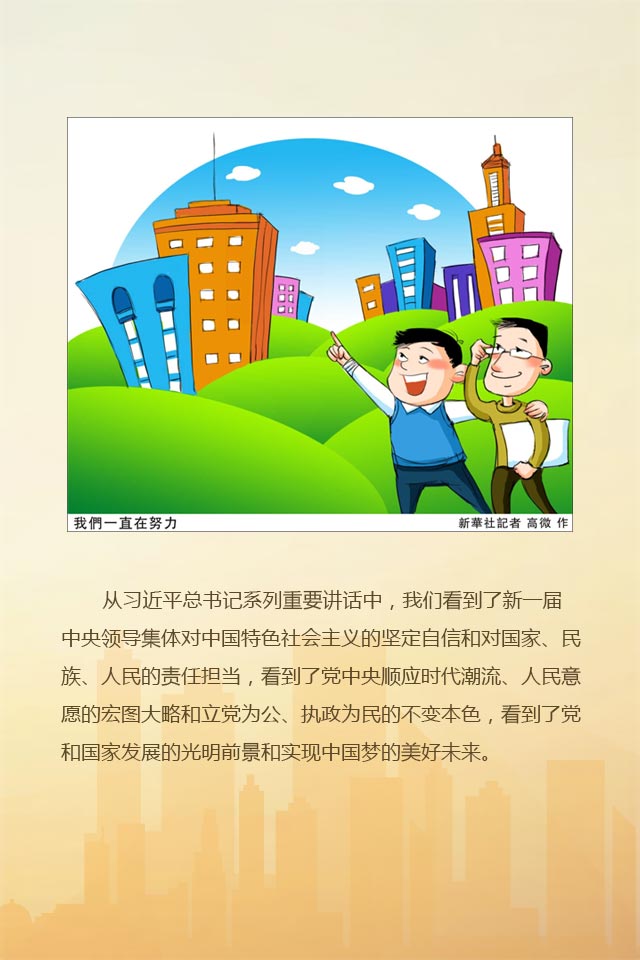 我們一直在努力
新華社記者 高微 作
从习近平总书记系列重要讲话中，我们看到了新一届
中央领导集体对中国特色社会主义的坚定自信和对国家、民
族、人民的责任担当，看到了党中央顺应时代潮流、人民意
愿的宏图大略和立党为公、执政为民的不变本色，看到了党
和国家发展的光明前景和实现中国梦的美好未来。